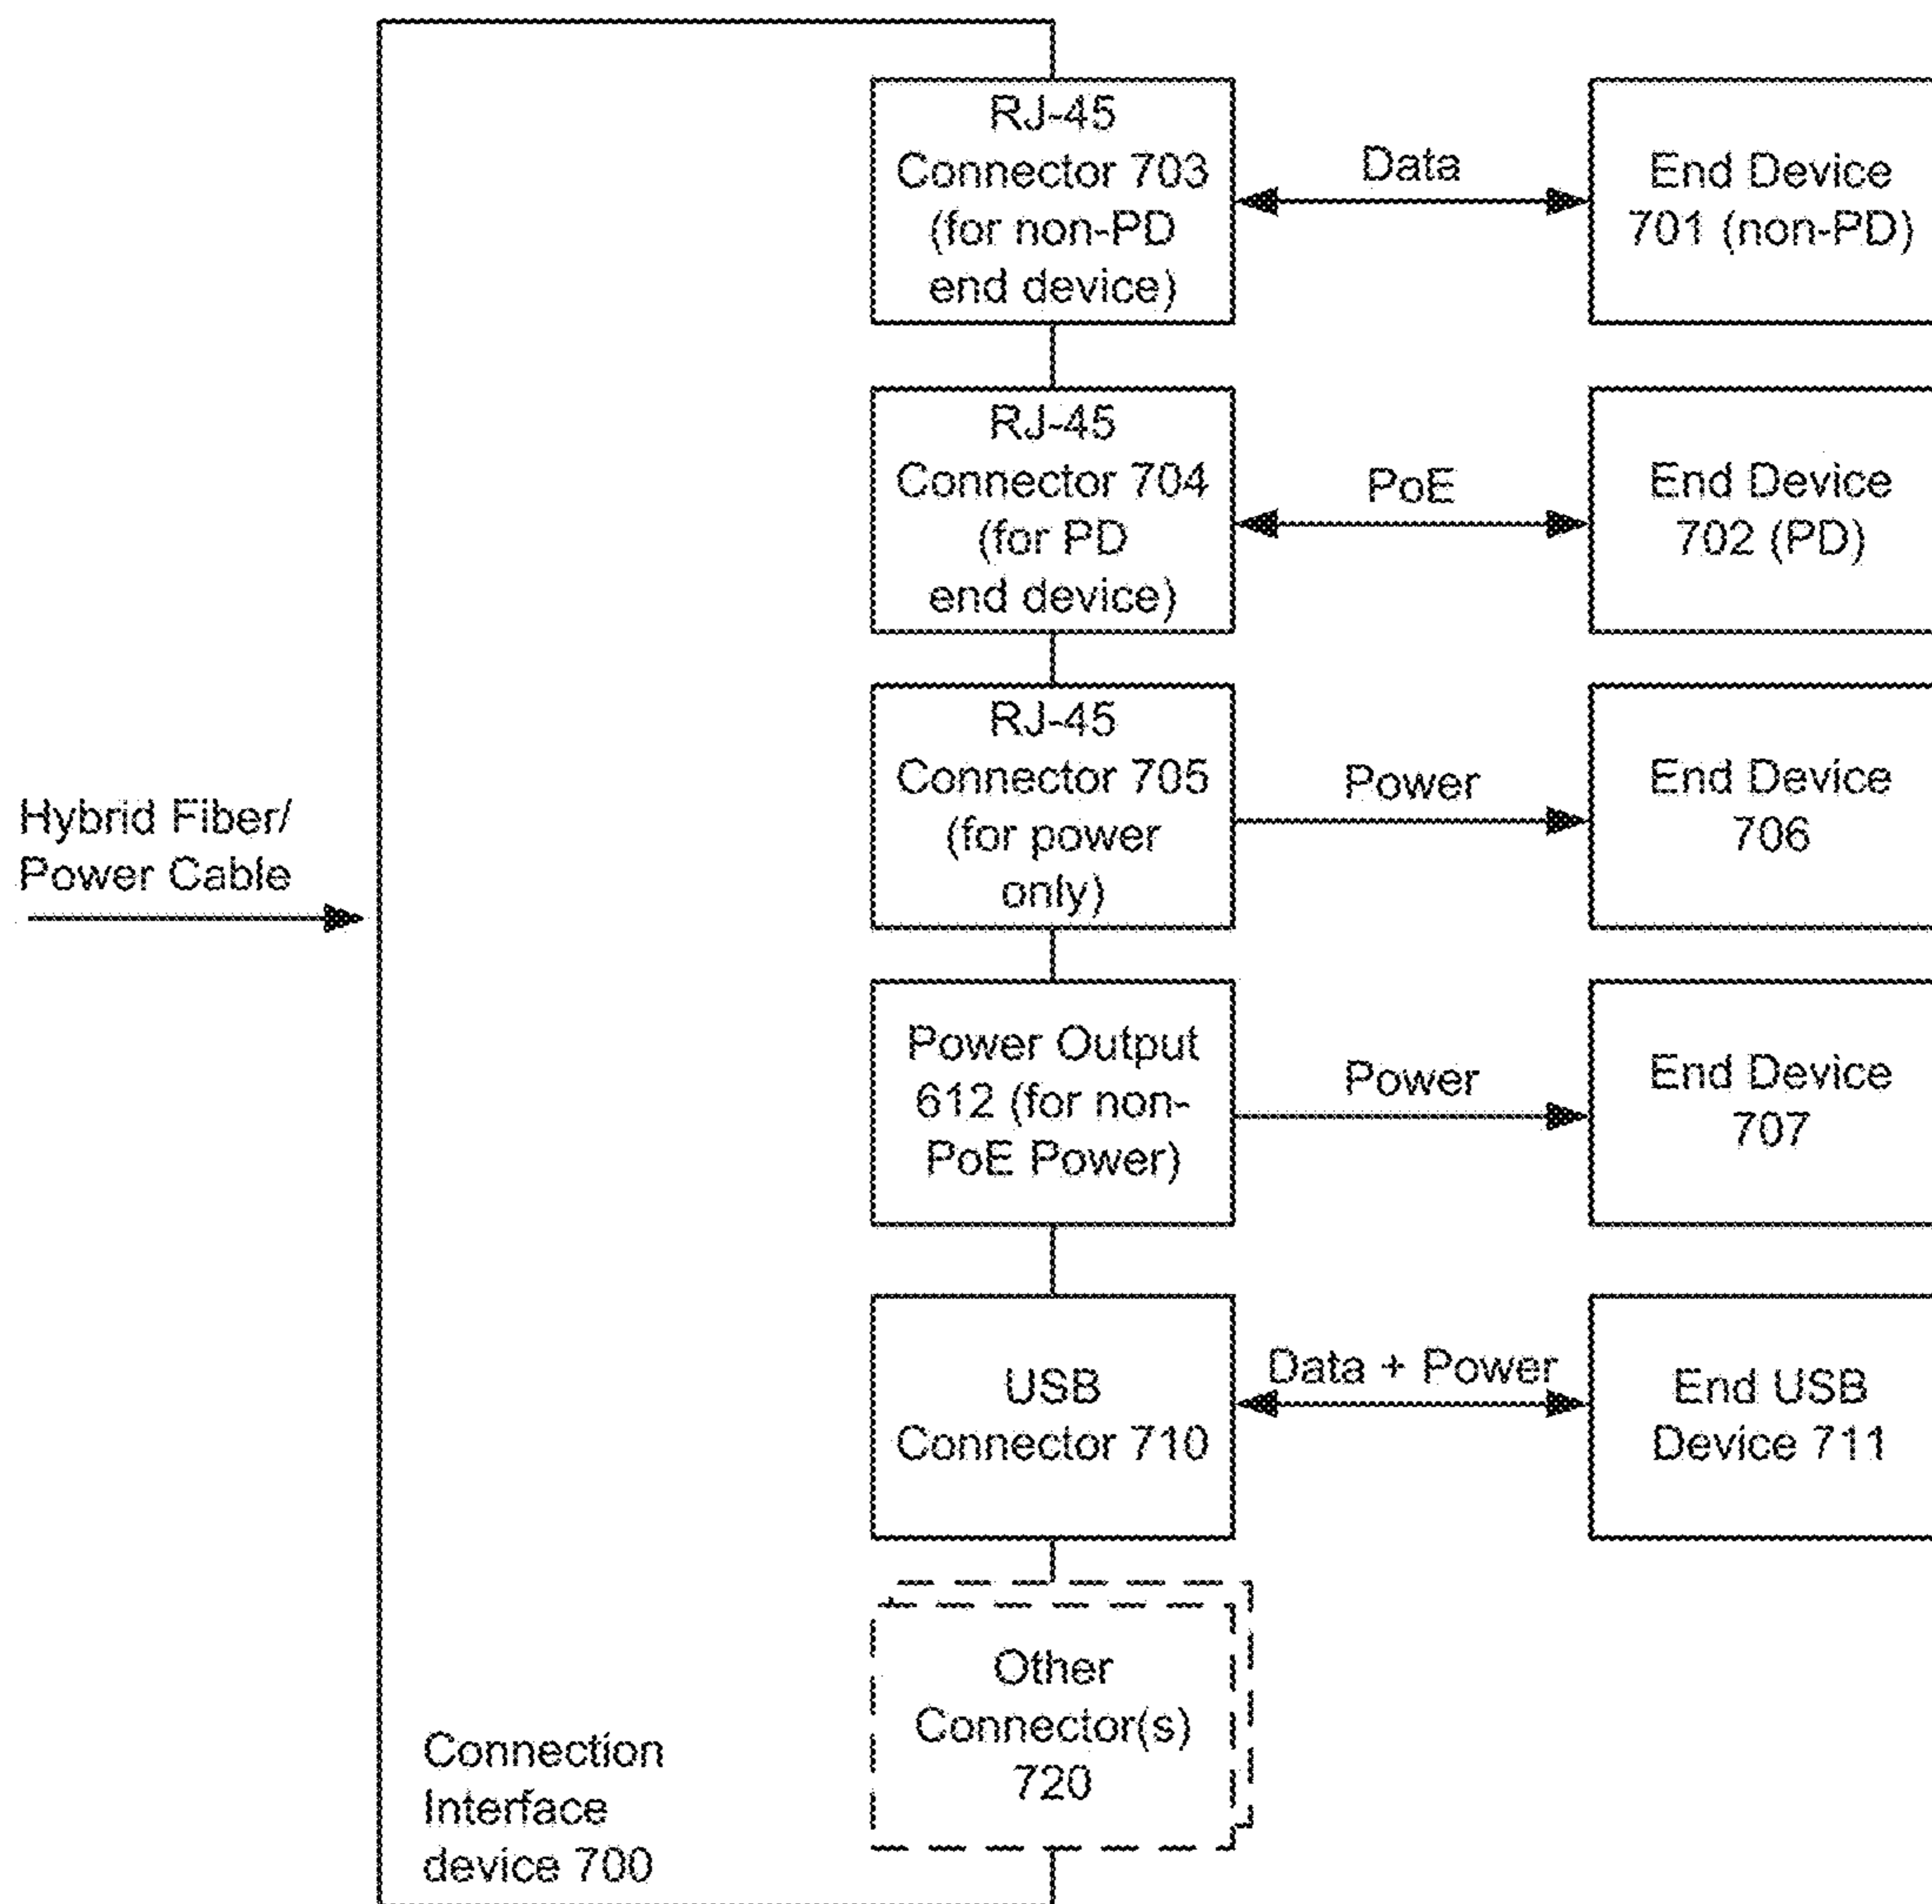 RJ-45
Connector 703
(for non-PD
end device)
Data
End Device
701 (non-PD)
RJ-45
Connector 704
(for PD
end device)
PoE
End Device
702 (PD)
RJ-45
Connector 705
(for power
only)
Power
End Device
706
Hybrid Fiber/
Power Cable
Power Output
612 (for non-
PoE Power)
Power
End Device
707
USB
Connector 710
Data + Power
End USB
Device 711
Other
Connector(s)
720
Connection
Interface
device 700